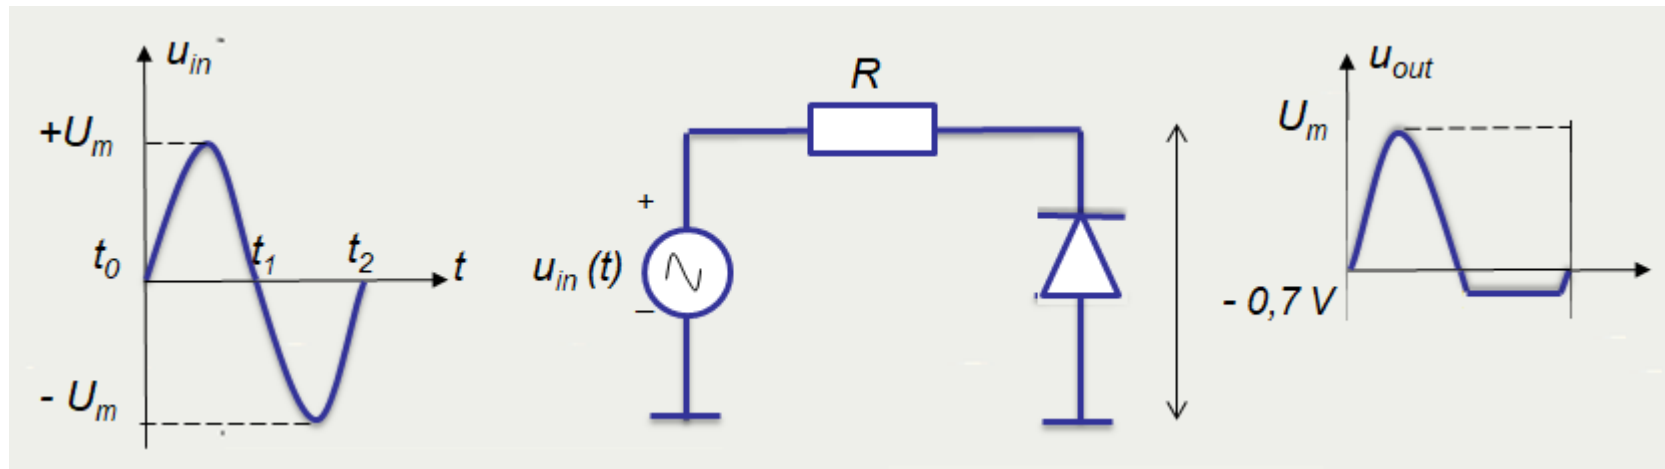 u_in
+U_m
t_0
t_1
t_2
t
- U_m
R
+
u_in (t)
–
u_out
U_m
- 0,7 V